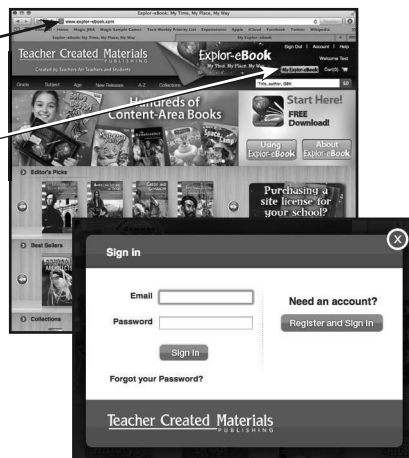 Explor-eBook: My Time, My Place, My Way
www.explor-ebook.com
Explor-eBook: My Time, My Place, My Way
My Explor-eBook
Teacher Created Materials
PUBLISHING
Created by Teachers for Teachers and Students
Explor-eBook
My Time, My Place, My Way
Sign Out | Account | Help
Welcome Test
My Explor-eBook Cart(0)
Grade Subject Age New Releases A-Z Collections
Title, author, ISBN
GO
Hundreds of
Content-Area Books
Space Camp
Start Here!
FREE
Download!
Using
Explor-eBook
About
Explor-eBook
Editor's Picks
Purchasing a
site license for
your school?
Best Sellers
Collections
X
Sign in
Email
Password
Sign in
Forgot your Password?
Need an account?
Register and Sign In
Teacher Created Materials
PUBLISHING